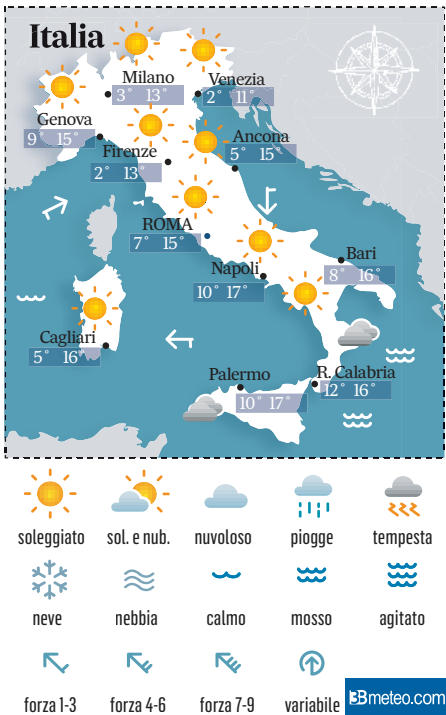 Italia
Milano
3° 13°
Venezia
2° 11°
Genova
9° 15°
Firenze
2° 13°
Ancona
5° 15°
ROMA
7° 15°
Napoli
10° 17°
Bari
8° 16°
Cagliari
5° 16°
Palermo
10° 17°
R. Calabria
12° 16°
soleggiato sol. e nub. nuvoloso piogge tempesta
neve nebbia calmo mosso agitato
forza 1-3 forza 4-6 forza 7-9 variabile
3Bmeteo.com